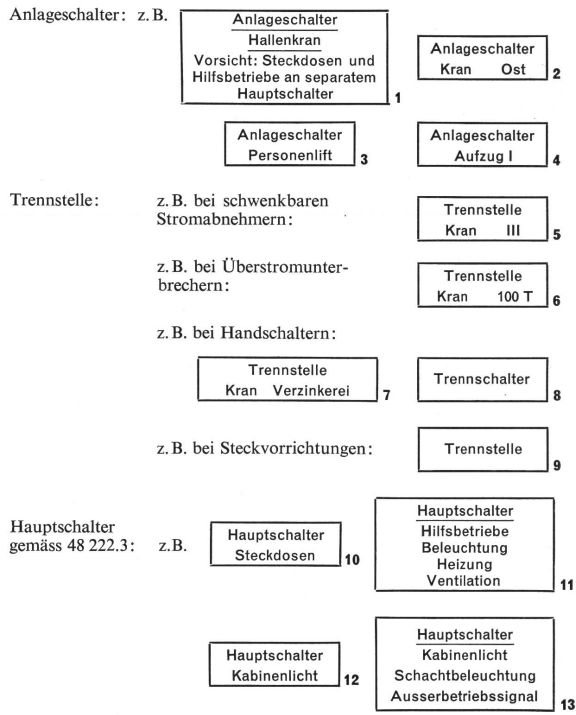 Anlageschalter: z. B.
Anlageschalter
Hallenkran
Vorsicht: Steckdosen und
Hilfsbetriebe an separatem
Hauptschalter
1
Anlageschalter
Kran Ost
2
Anlageschalter
Personenlift
3
Anlageschalter
Aufzug I
4
Trennstelle:
z. B. bei schwenkbaren
Stromabnehmern:
Trennstelle
Kran III
5
z. B. bei Überstromunter-
brechern:
Trennstelle
Kran 100 T
6
z. B. bei Handschaltern:
Trennstelle
Kran Verzinkerei
7
Trennschalter
8
z. B. bei Steckvorrichtungen:
Trennstelle
9
Hauptschalter
gemäss 48 222.3: z.B.
Hauptschalter
Steckdosen
10
Hauptschalter
Hilfsbetriebe
Beleuchtung
Heizung
Ventilation
11
Hauptschalter
Kabinenlicht
12
Hauptschalter
Kabinenlicht
Schachtbeleuchtung
Ausserbetriebssignal
13